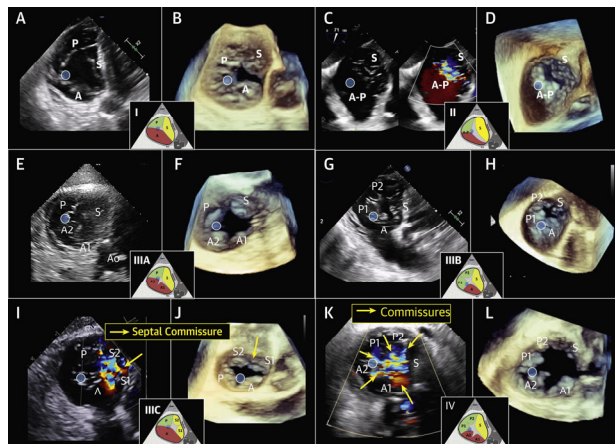 A
P
S
A
I
B
P
S
A
C
S
A-P
S
A-P
II
D
S
A-P
E
P
S
A2
A1
Ao
IIIA
F
P
S
A2
A1
G
P2
P1
S
A
IIIB
H
P2
P1
S
A
I
Septal Commissure
P
S2
S1
A
IIIC
J
S2
S1
P
A
K
Commissures
P1
P2
A2
S
A1
IV
L
P2
P1
S
A2
A1